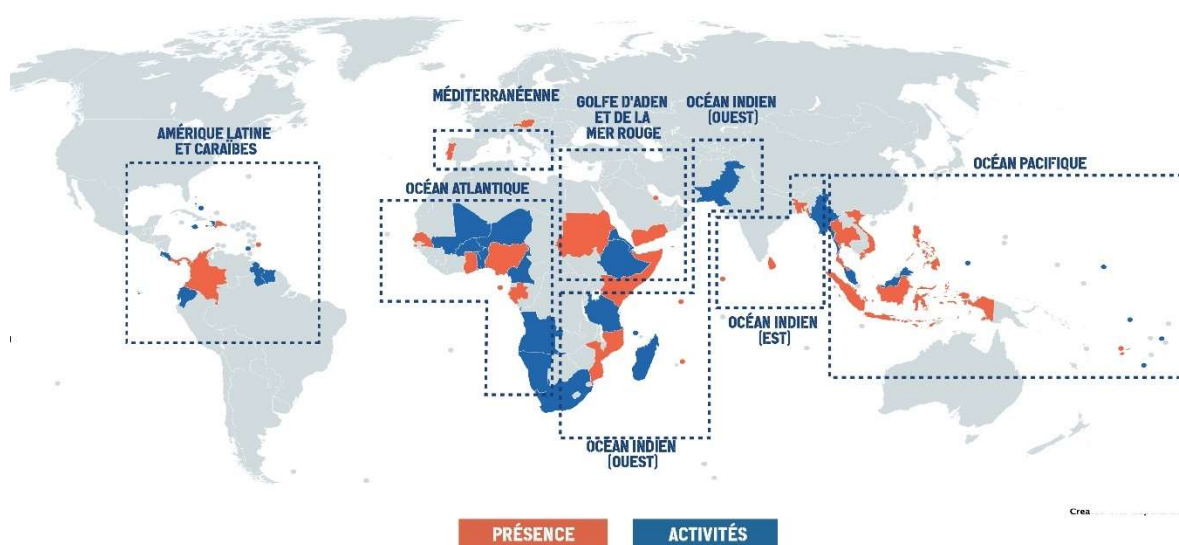 MÉDITERRANÉENNE
GOLFE D'ADEN
ET DE LA
MER ROUGE
OCÉAN INDIEN
(OUEST)
AMÉRIQUE LATINE
ET CARAÏBES
OCÉAN ATLANTIQUE
OCÉAN PACIFIQUE
OCÉAN INDIEN
(EST)
OCÉAN INDIEN
(OUEST)
Crea
PRÉSENCE
ACTIVITÉS